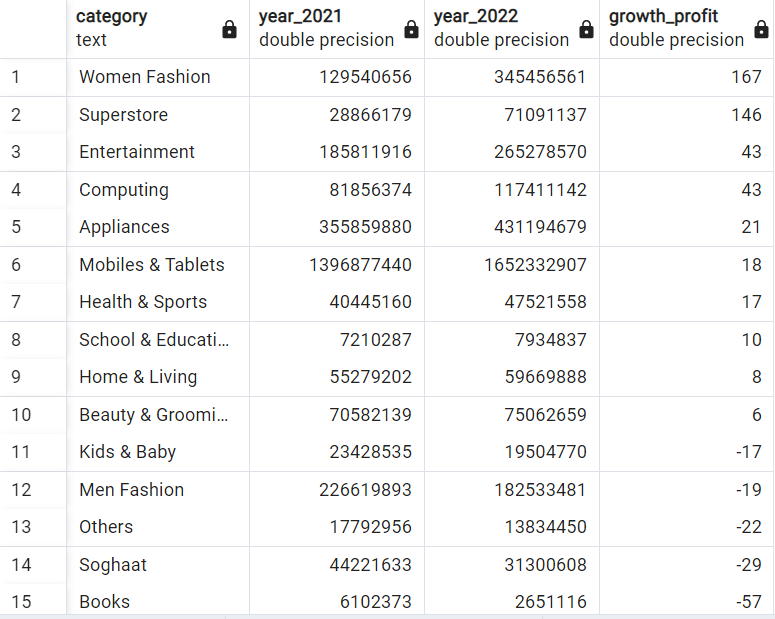 category year_2021 year_2022 growth_profit
text double precision double precision double precision
1 Women Fashion 129540656 345456561 167
2 Superstore 28866179 71091137 146
3 Entertainment 185811916 265278570 43
4 Computing 81856374 117411142 43
5 Appliances 355859880 431194679 21
6 Mobiles & Tablets 1396877440 1652332907 18
7 Health & Sports 40445160 47521558 17
8 School & Educati... 7210287 7934837 10
9 Home & Living 55279202 59669888 8
10 Beauty & Groomi... 70582139 75062659 6
11 Kids & Baby 23428535 19504770 -17
12 Men Fashion 226619893 182533481 -19
13 Others 17792956 13834450 -22
14 Soghaat 44221633 31300608 -29
15 Books 6102373 2651116 -57